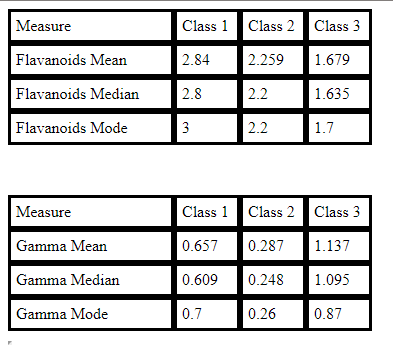 Measure Class 1 Class 2 Class 3
Flavanoids Mean 2.84 2.259 1.679
Flavanoids Median 2.8 2.2 1.635
Flavanoids Mode 3 2.2 1.7
Measure Class 1 Class 2 Class 3
Gamma Mean 0.657 0.287 1.137
Gamma Median 0.609 0.248 1.095
Gamma Mode 0.7 0.26 0.87